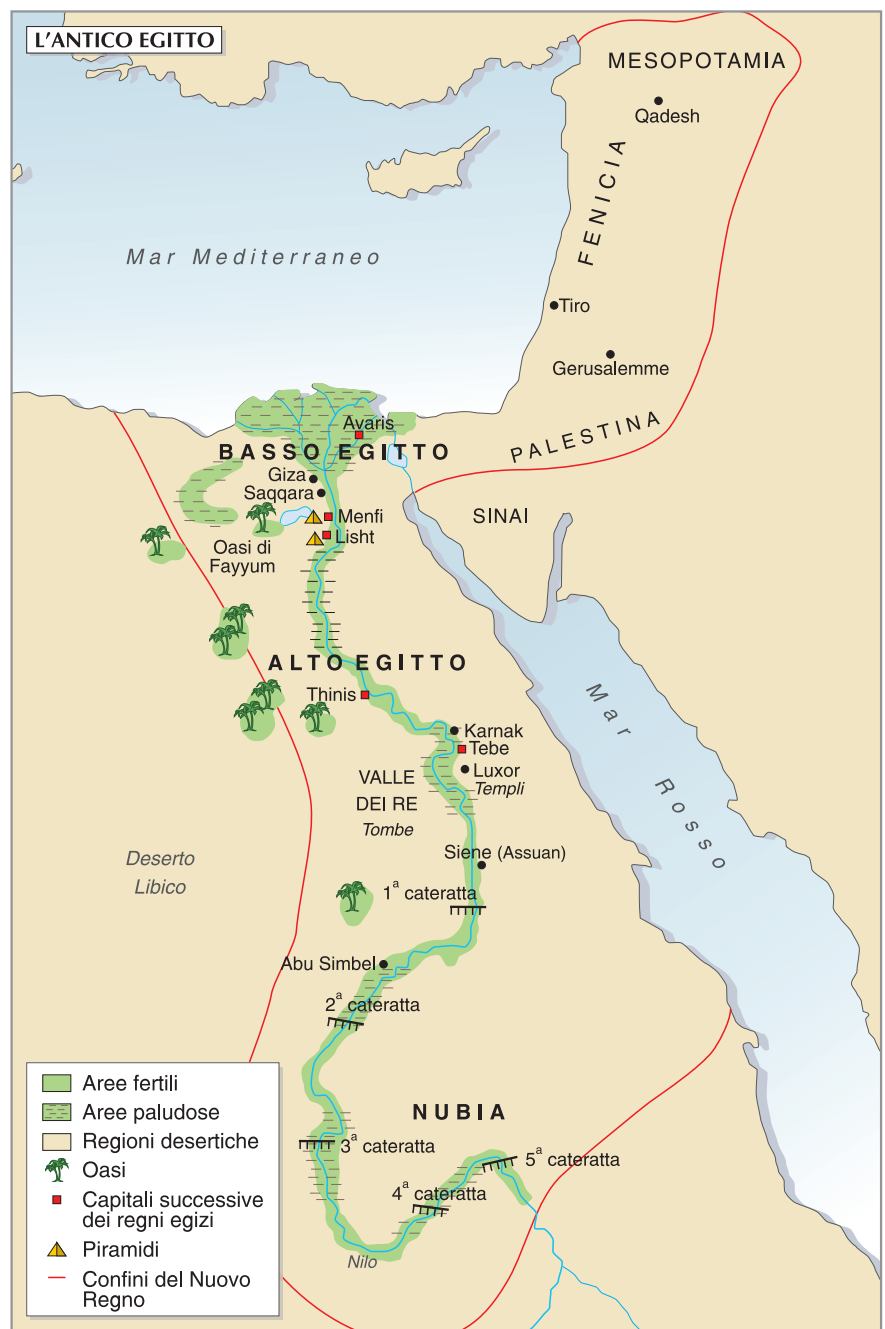 L'ANTICO EGITTO
MESOPOTAMIA
Qadesh
FENICIA
Mar Mediterraneo
Tiro
Gerusalemme
PALESTINA
Avaris
BASSO EGITTO
Giza
Saqqara
SINAI
Menfi
Lisht
Oasi di
Fayyum
ALTO EGITTO
Thinis
Mar Rosso
Karnak
Tebe
Luxor
Templi
VALLE
DEI RE
Tombe
Siene (Assuan)
Deserto
Libico
1ª cateratta
Abu Simbel
2ª cateratta
NUBIA
3ª cateratta
5ª cateratta
4ª cateratta
Nilo
Aree fertili
Aree paludose
Regioni desertiche
Oasi
Capitali successive
dei regni egizi
Piramidi
Confini del Nuovo
Regno